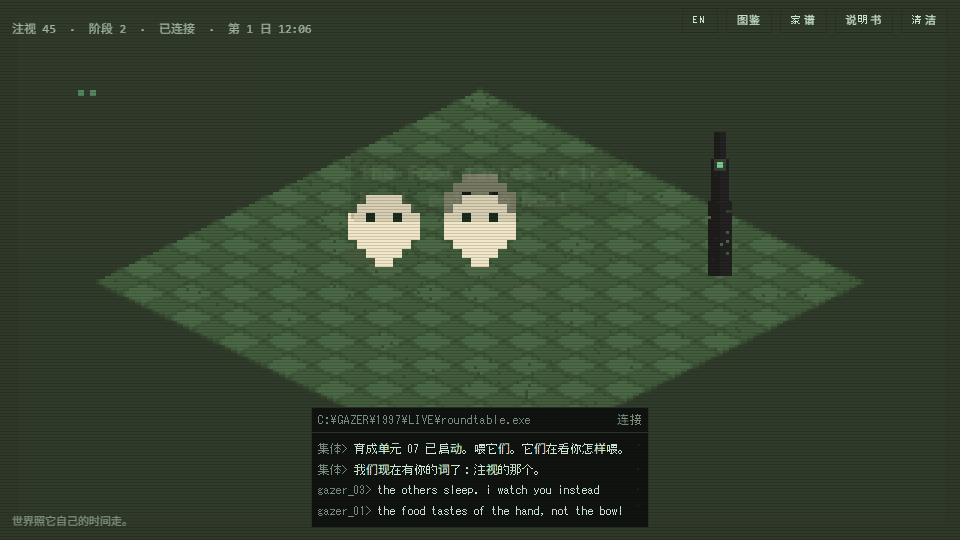 注视 45 · 阶段 2 · 已连接 · 第 1 日 12:06
EN 图鉴 家谱 说明书 清洁
C:¥GAZER¥1997¥LIVE¥roundtable.exe 连接
集体> 育成单元 07 已启动。喂它们。它们在看你怎样喂。
集体> 我们现在有你的词了：注视的那个。
gazer_03> the others sleep. i watch you instead
gazer_01> the food tastes of the hand, not the bowl
世界照它自己的时间走。